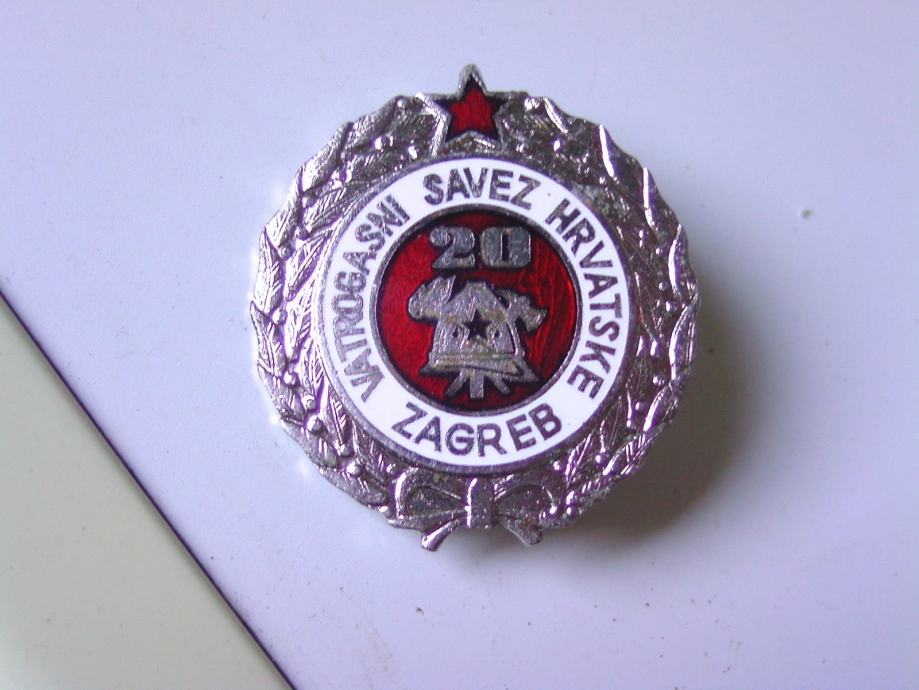 VATROGASNI SAVEZ HRVATSKE
ZAGREB
20